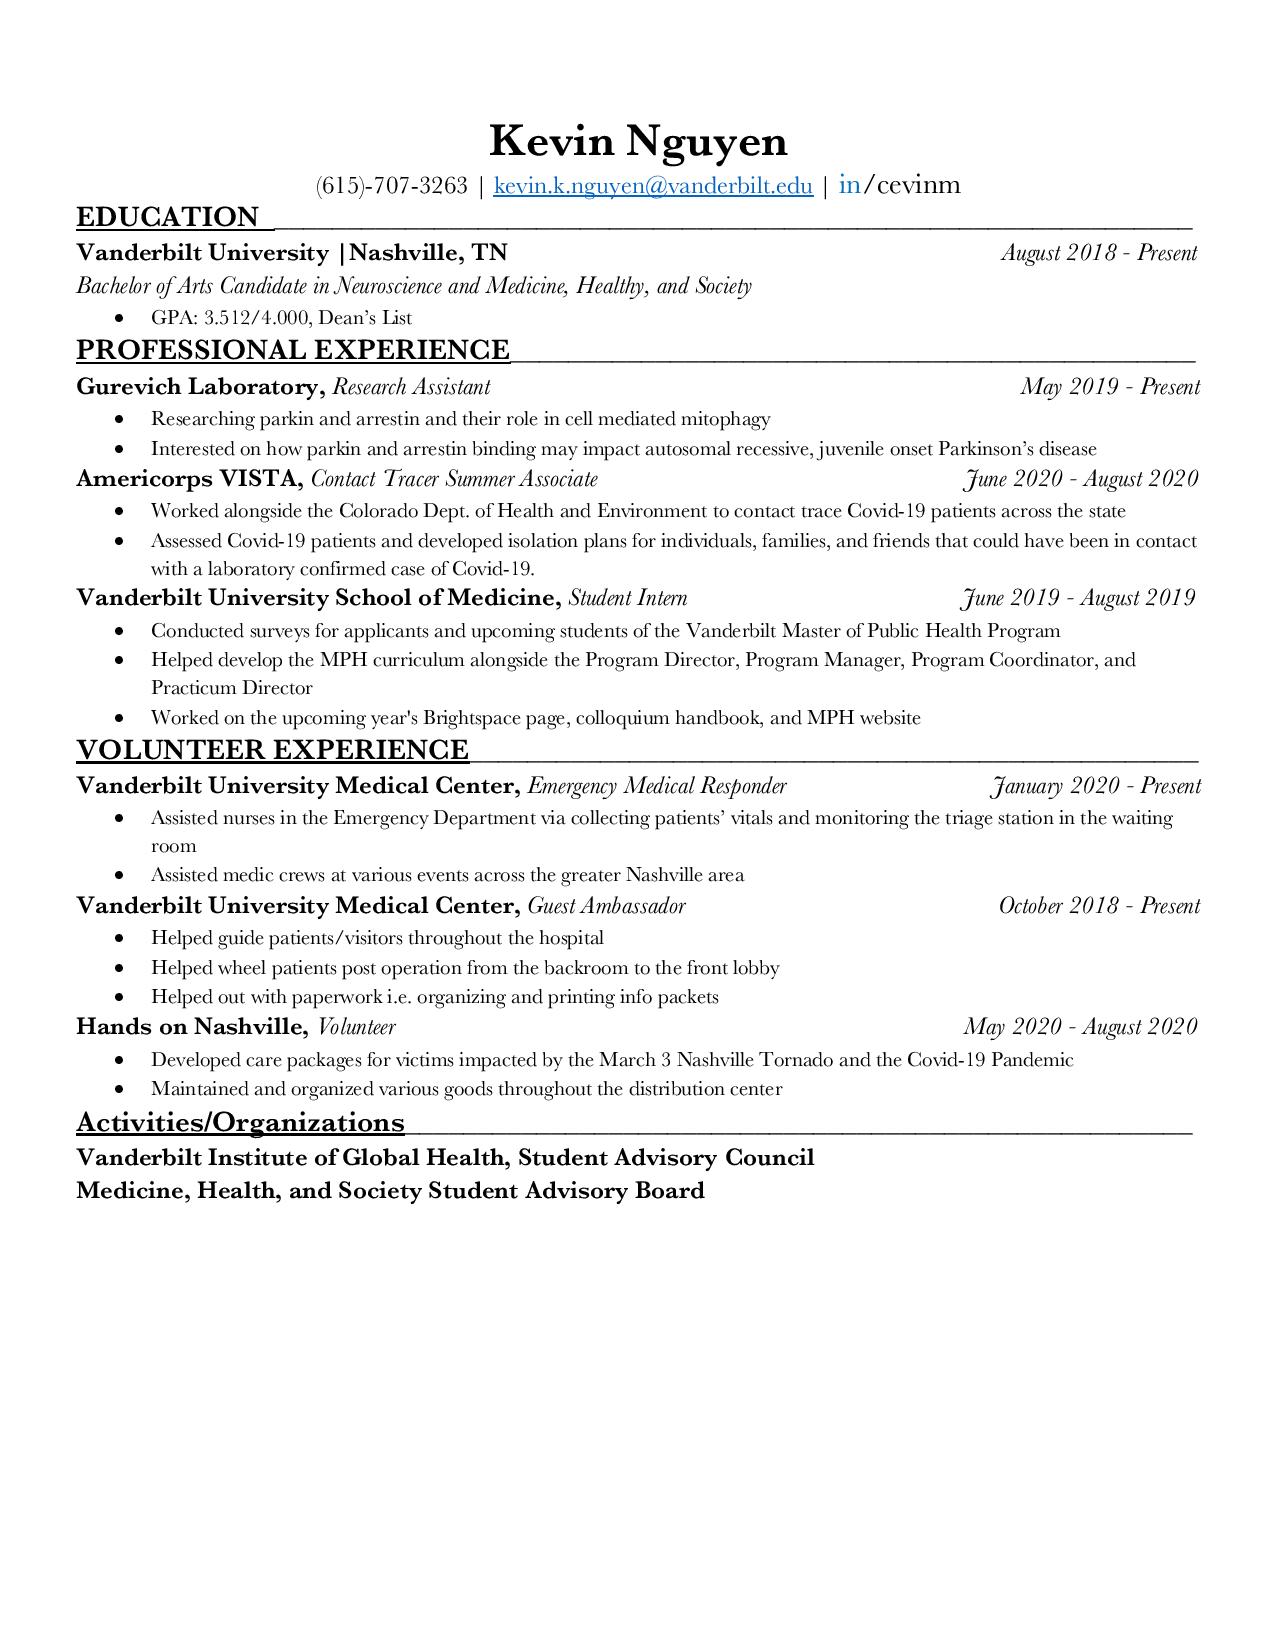 Kevin Nguyen
(615)-707-3263 | kevin.k.nguyen@vanderbilt.edu | in/cevinm
EDUCATION
Vanderbilt University |Nashville, TN August 2018 - Present
Bachelor of Arts Candidate in Neuroscience and Medicine, Healthy, and Society
• GPA: 3.512/4.000, Dean’s List
PROFESSIONAL EXPERIENCE
Gurevich Laboratory, Research Assistant May 2019 - Present
• Researching parkin and arrestin and their role in cell mediated mitophagy
• Interested on how parkin and arrestin binding may impact autosomal recessive, juvenile onset Parkinson’s disease
Americorps VISTA, Contact Tracer Summer Associate June 2020 - August 2020
• Worked alongside the Colorado Dept. of Health and Environment to contact trace Covid-19 patients across the state
• Assessed Covid-19 patients and developed isolation plans for individuals, families, and friends that could have been in contact
with a laboratory confirmed case of Covid-19.
Vanderbilt University School of Medicine, Student Intern June 2019 - August 2019
• Conducted surveys for applicants and upcoming students of the Vanderbilt Master of Public Health Program
• Helped develop the MPH curriculum alongside the Program Director, Program Manager, Program Coordinator, and
Practicum Director
• Worked on the upcoming year's Brightspace page, colloquium handbook, and MPH website
VOLUNTEER EXPERIENCE
Vanderbilt University Medical Center, Emergency Medical Responder January 2020 - Present
• Assisted nurses in the Emergency Department via collecting patients’ vitals and monitoring the triage station in the waiting
room
• Assisted medic crews at various events across the greater Nashville area
Vanderbilt University Medical Center, Guest Ambassador October 2018 - Present
• Helped guide patients/visitors throughout the hospital
• Helped wheel patients post operation from the backroom to the front lobby
• Helped out with paperwork i.e. organizing and printing info packets
Hands on Nashville, Volunteer May 2020 - August 2020
• Developed care packages for victims impacted by the March 3 Nashville Tornado and the Covid-19 Pandemic
• Maintained and organized various goods throughout the distribution center
Activities/Organizations
Vanderbilt Institute of Global Health, Student Advisory Council
Medicine, Health, and Society Student Advisory Board